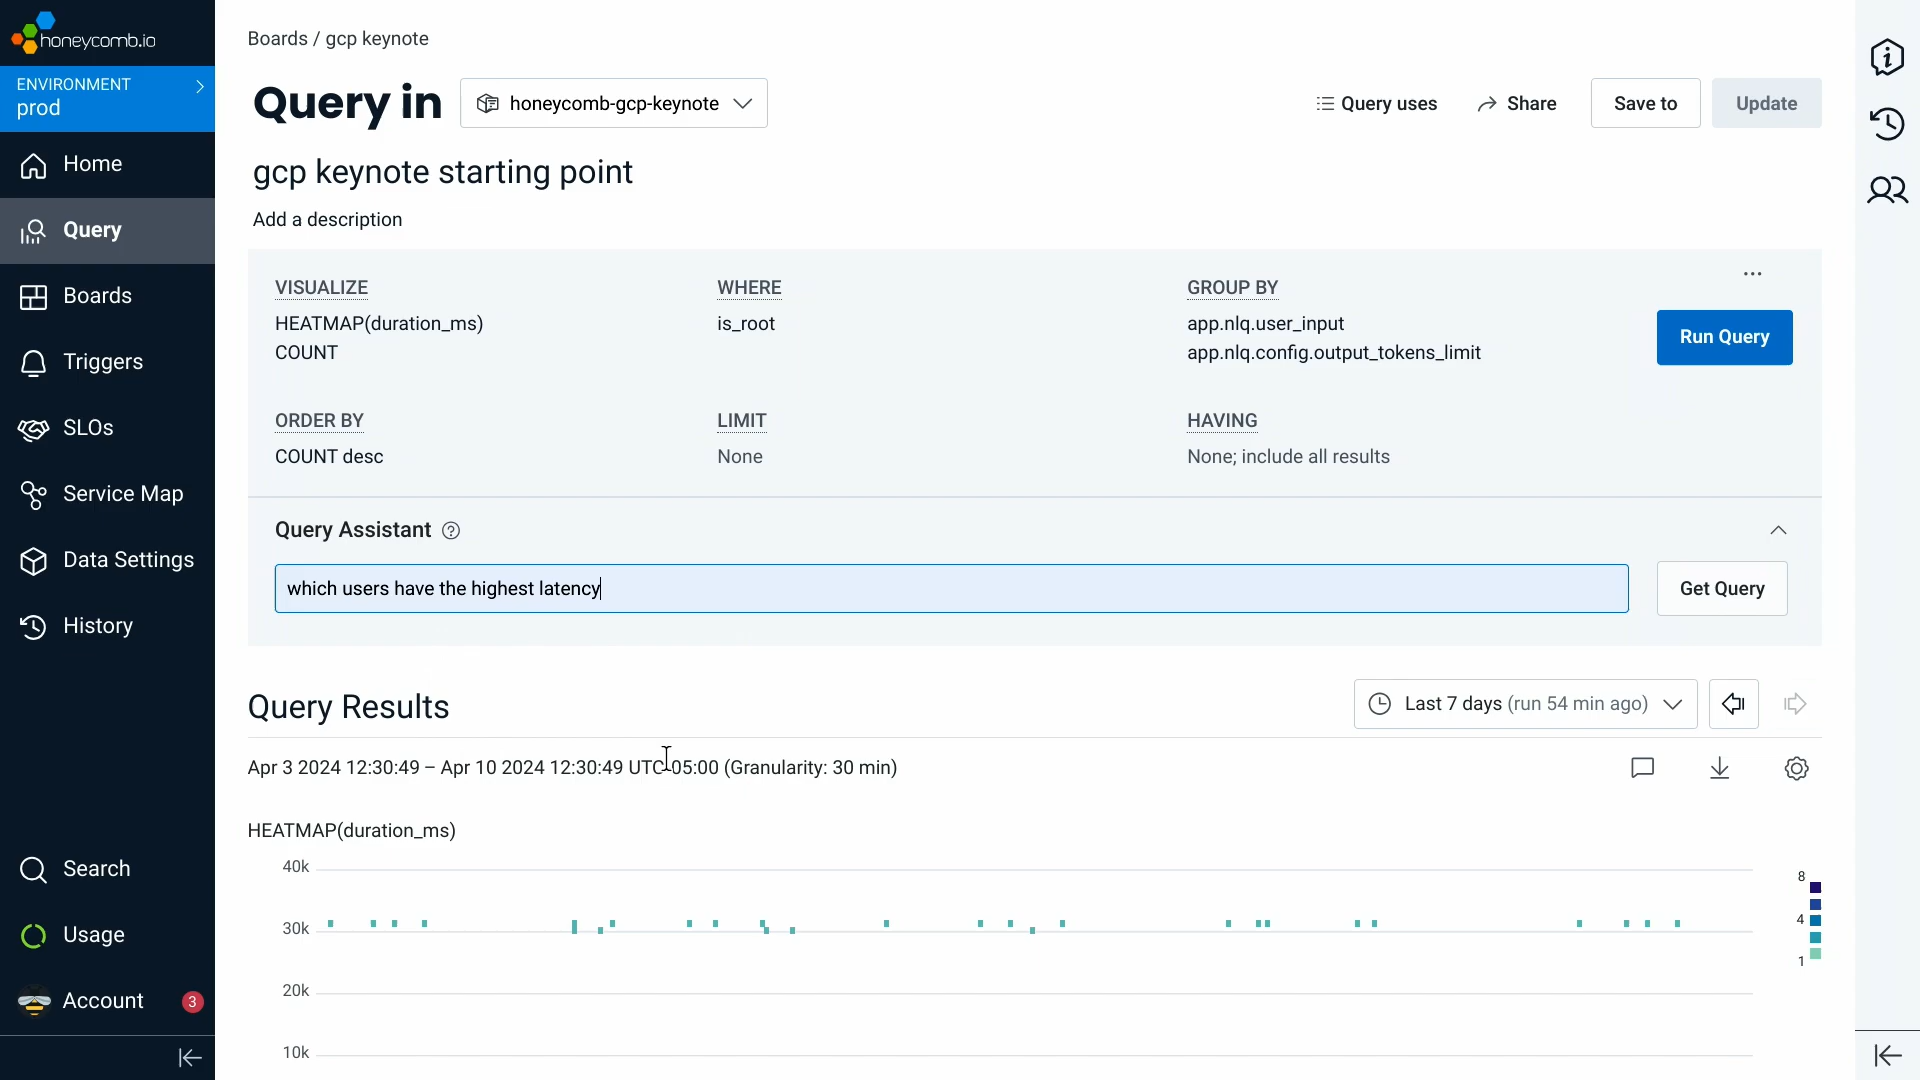 honeycomb.io
ENVIRONMENT
prod
Home
Query
Boards
Triggers
SLOs
Service Map
Data Settings
History
Search
Usage
Account 3
Boards / gcp keynote
Query in honeycomb-gcp-keynote
Query uses
Share
Save to
Update
gcp keynote starting point
Add a description
VISUALIZE
HEATMAP(duration_ms)
COUNT
WHERE
is_root
GROUP BY
app.nlq.user_input
app.nlq.config.output_tokens_limit
Run Query
ORDER BY
COUNT desc
LIMIT
None
HAVING
None; include all results
Query Assistant
which users have the highest latency
Get Query
Query Results
Last 7 days (run 54 min ago)
Apr 3 2024 12:30:49 – Apr 10 2024 12:30:49 UTC-05:00 (Granularity: 30 min)
HEATMAP(duration_ms)
40k
30k
20k
10k
8
4
1